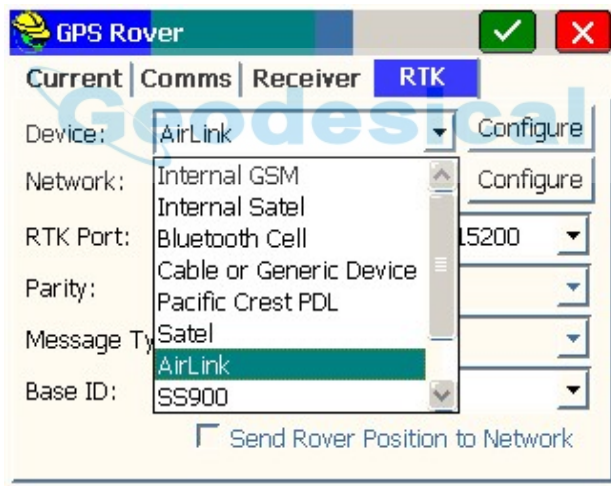 GPS Rover
Current Comms Receiver RTK
Geodesical
Device: AirLink Configure
Network: Internal GSM Configure
Internal Satel
RTK Port: Bluetooth Cell 15200
Cable or Generic Device
Parity: Pacific Crest PDL
Message Ty Satel
AirLink
Base ID: SS900
Send Rover Position to Network